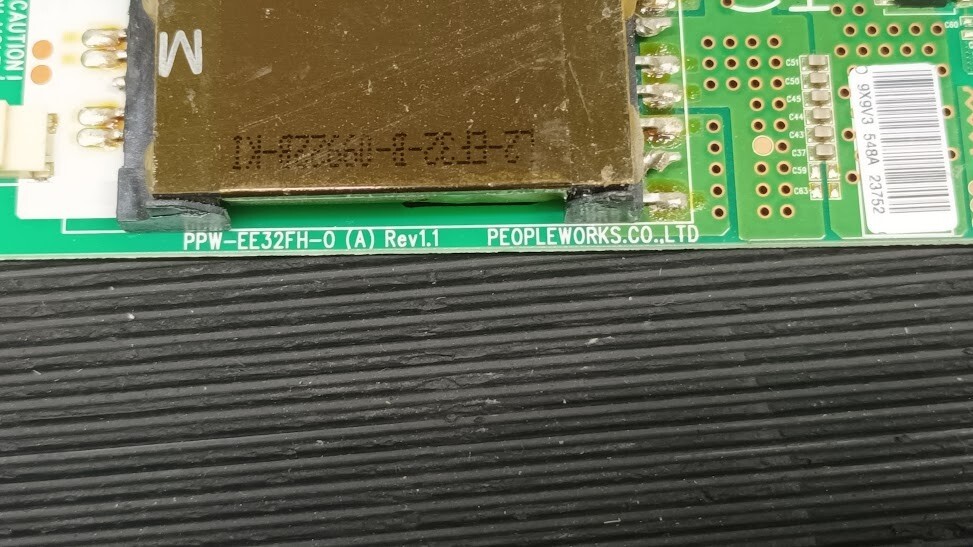 CAUTION!
M
C60
C51
C50
C45
C44
C43
C37
C59
C63
9X9V3 548A 23752
PPW-EE32FH-0 (A) Rev1.1 PEOPLEWORKS.CO.,LTD